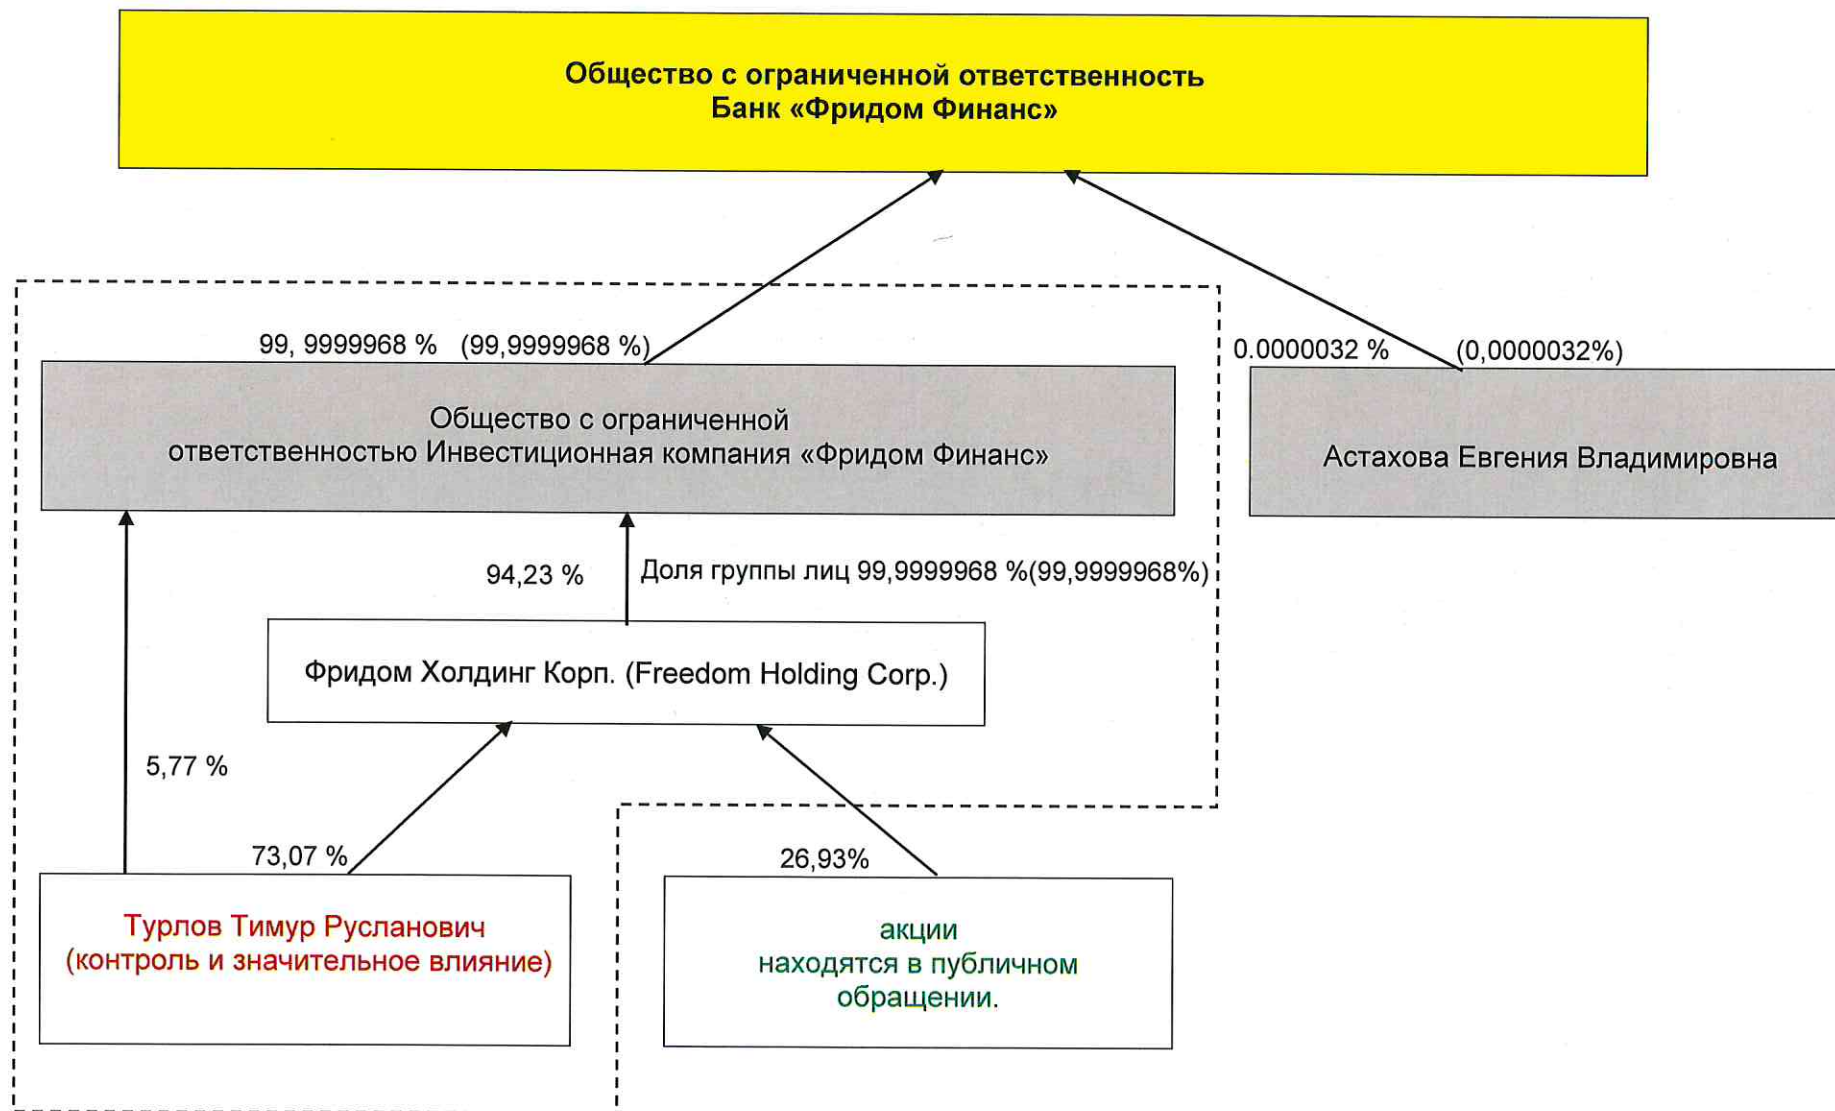 Общество с ограниченной ответственность
Банк «Фридом Финанс»
99, 9999968 % (99,9999968 %)
0.0000032 % (0,0000032%)
Общество с ограниченной
ответственностью Инвестиционная компания «Фридом Финанс»
Астахова Евгения Владимировна
94,23 %
Доля группы лиц 99,9999968 %(99,9999968%)
Фридом Холдинг Корп. (Freedom Holding Corp.)
5,77 %
73,07 %
26,93%
Турлов Тимур Русланович
(контроль и значительное влияние)
акции
находятся в публичном
обращении.